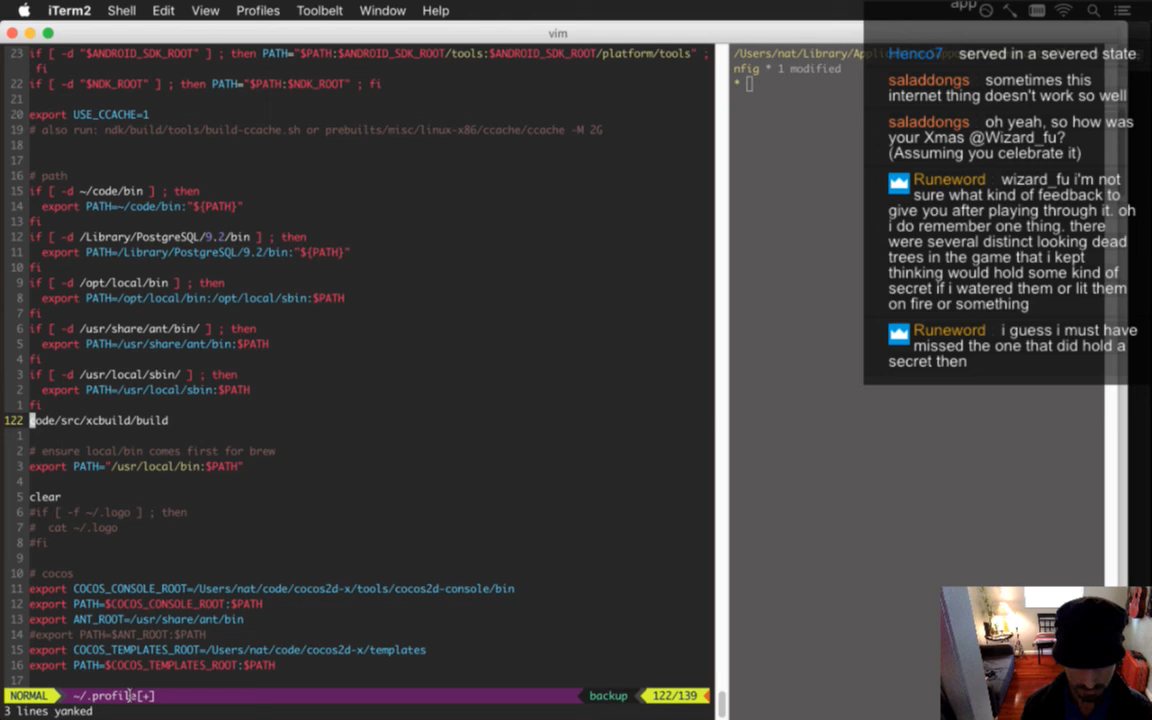 iTerm2 Shell Edit View Profiles Toolbelt Window Help
app
vim
23 if [ -d "$ANDROID_SDK_ROOT" ] ; then PATH="$PATH:$ANDROID_SDK_ROOT/tools:$ANDROID_SDK_ROOT/platform/tools" ;
fi
22 if [ -d "$NDK_ROOT" ] ; then PATH="$PATH:$NDK_ROOT" ; fi
21
20 export USE_CCACHE=1
19 # also run: ndk/build/tools/build-ccache.sh or prebuilts/misc/linux-x86/ccache/ccache -M 2G
18
17
16 # path
15 if [ -d ~/code/bin ] ; then
14 export PATH=~/code/bin:"${PATH}"
13 fi
12 if [ -d /Library/PostgreSQL/9.2/bin ] ; then
11 export PATH=/Library/PostgreSQL/9.2/bin:"${PATH}"
10 fi
9 if [ -d /opt/local/bin ] ; then
8 export PATH=/opt/local/bin:/opt/local/sbin:$PATH
7 fi
6 if [ -d /usr/share/ant/bin/ ] ; then
5 export PATH=/usr/share/ant/bin:$PATH
4 fi
3 if [ -d /usr/local/sbin/ ] ; then
2 export PATH=/usr/local/sbin:$PATH
1 fi
122 code/src/xcbuild/build
1
2 # ensure local/bin comes first for brew
3 export PATH="/usr/local/bin:$PATH"
4
5 clear
6 #if [ -f ~/.logo ] ; then
7 # cat ~/.logo
8 #fi
9
10 # cocos
11 export COCOS_CONSOLE_ROOT=/Users/nat/code/cocos2d-x/tools/cocos2d-console/bin
12 export PATH=$COCOS_CONSOLE_ROOT:$PATH
13 export ANT_ROOT=/usr/share/ant/bin
14 #export PATH=$ANT_ROOT:$PATH
15 export COCOS_TEMPLATES_ROOT=/Users/nat/code/cocos2d-x/templates
16 export PATH=$COCOS_TEMPLATES_ROOT:$PATH
17
NORMAL ~/.profile[+] backup 122/139
3 lines yanked
/Users/nat/Library/Appli
nfig * 1 modified
*
Henco7 served in a severed state.
saladdongs sometimes this
internet thing doesn't work so well
saladdongs oh yeah, so how was
your Xmas @Wizard_fu?
(Assuming you celebrate it)
Runeword wizard_fu i'm not
sure what kind of feedback to
give you after playing through it. oh
i do remember one thing. there
were several distinct looking dead
trees in the game that i kept
thinking would hold some kind of
secret if i watered them or lit them
on fire or something
Runeword i guess i must have
missed the one that did hold a
secret then